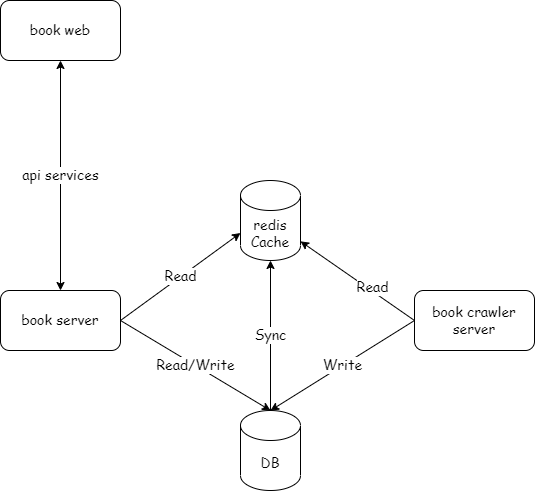 book web
api services
redis
Cache
Read
Read
book server
book crawler
server
Sync
Read/Write
Write
DB